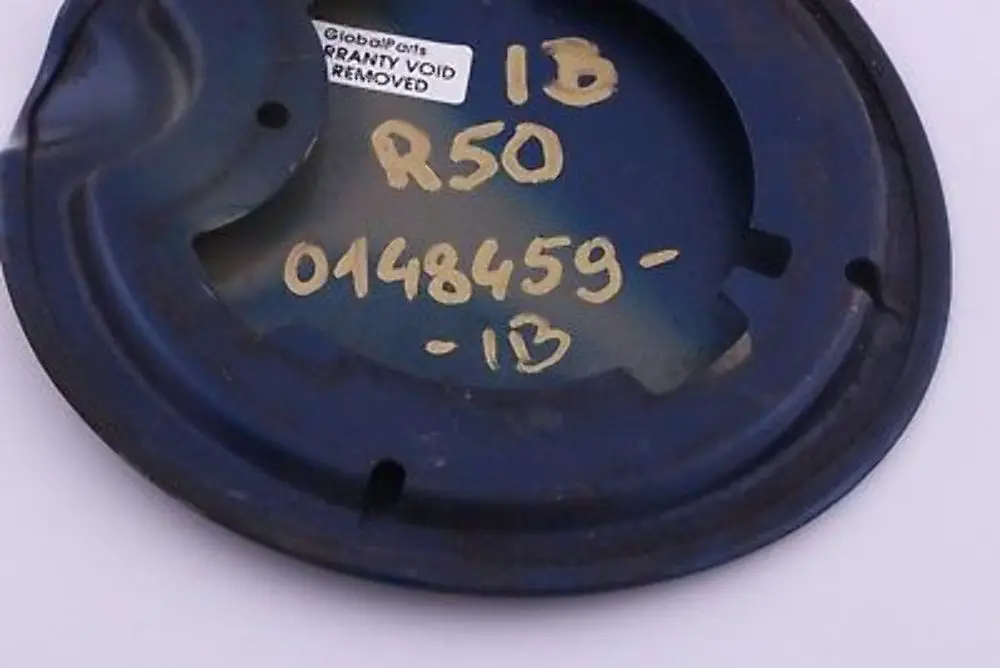 GlobalParts
RRANTY VOID
REMOVED
1B
R50
0148459-
-1B